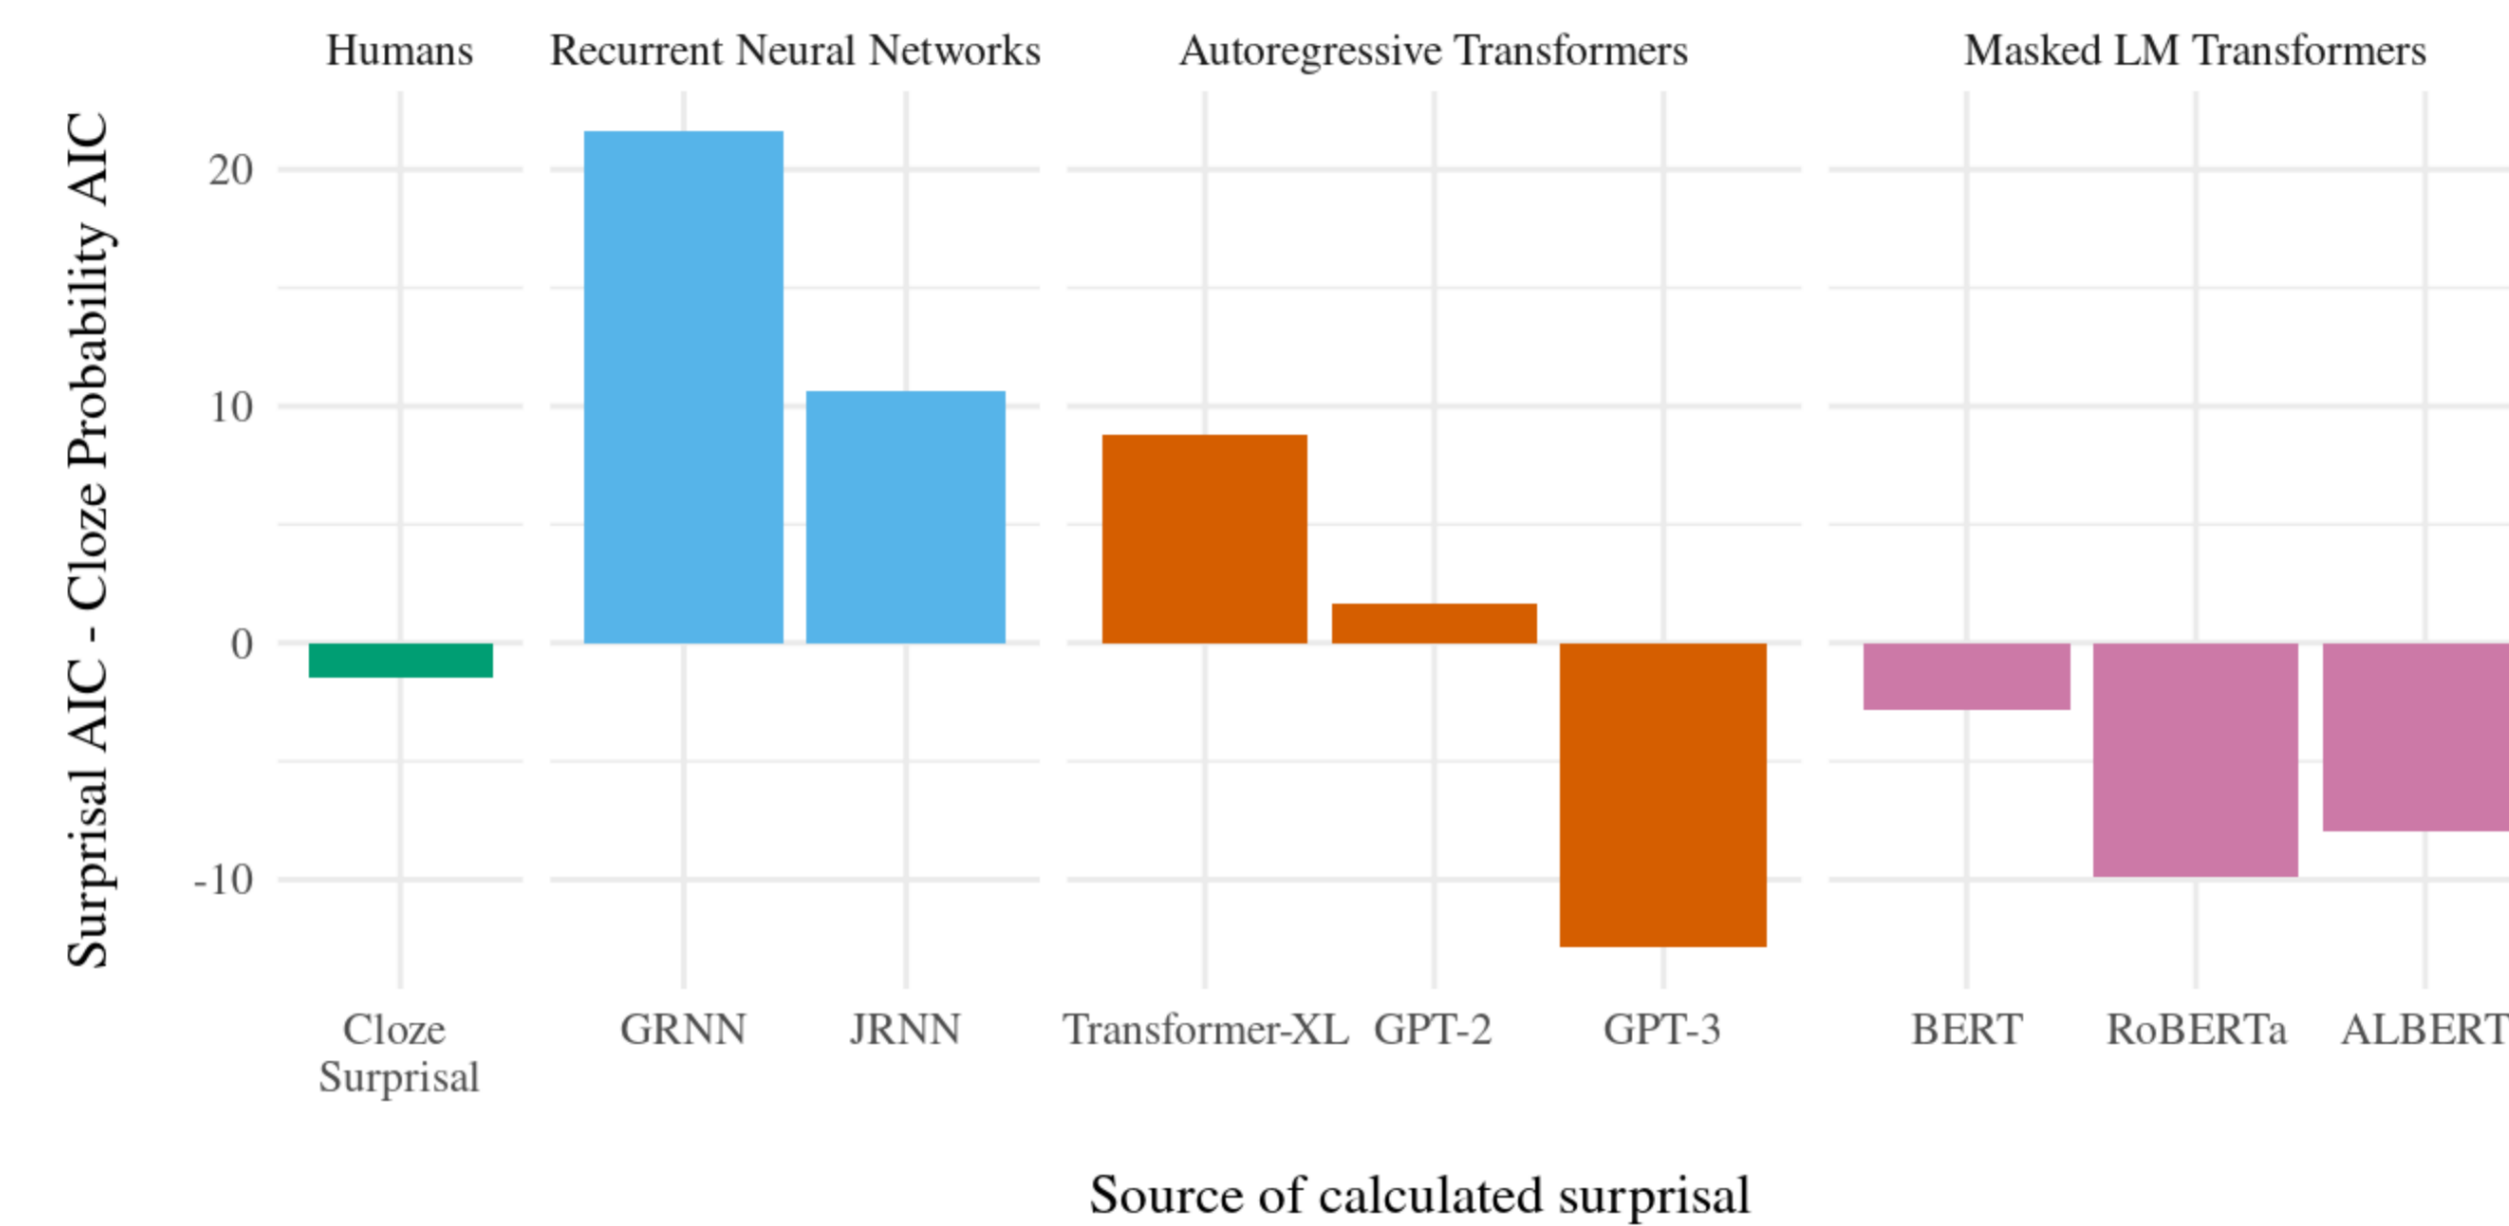 Humans
Recurrent Neural Networks
Autoregressive Transformers
Masked LM Transformers
Surprisal AIC - Cloze Probability AIC
20
10
0
-10
Cloze
Surprisal
GRNN
JRNN
Transformer-XL
GPT-2
GPT-3
BERT
RoBERTa
ALBERT
Source of calculated surprisal